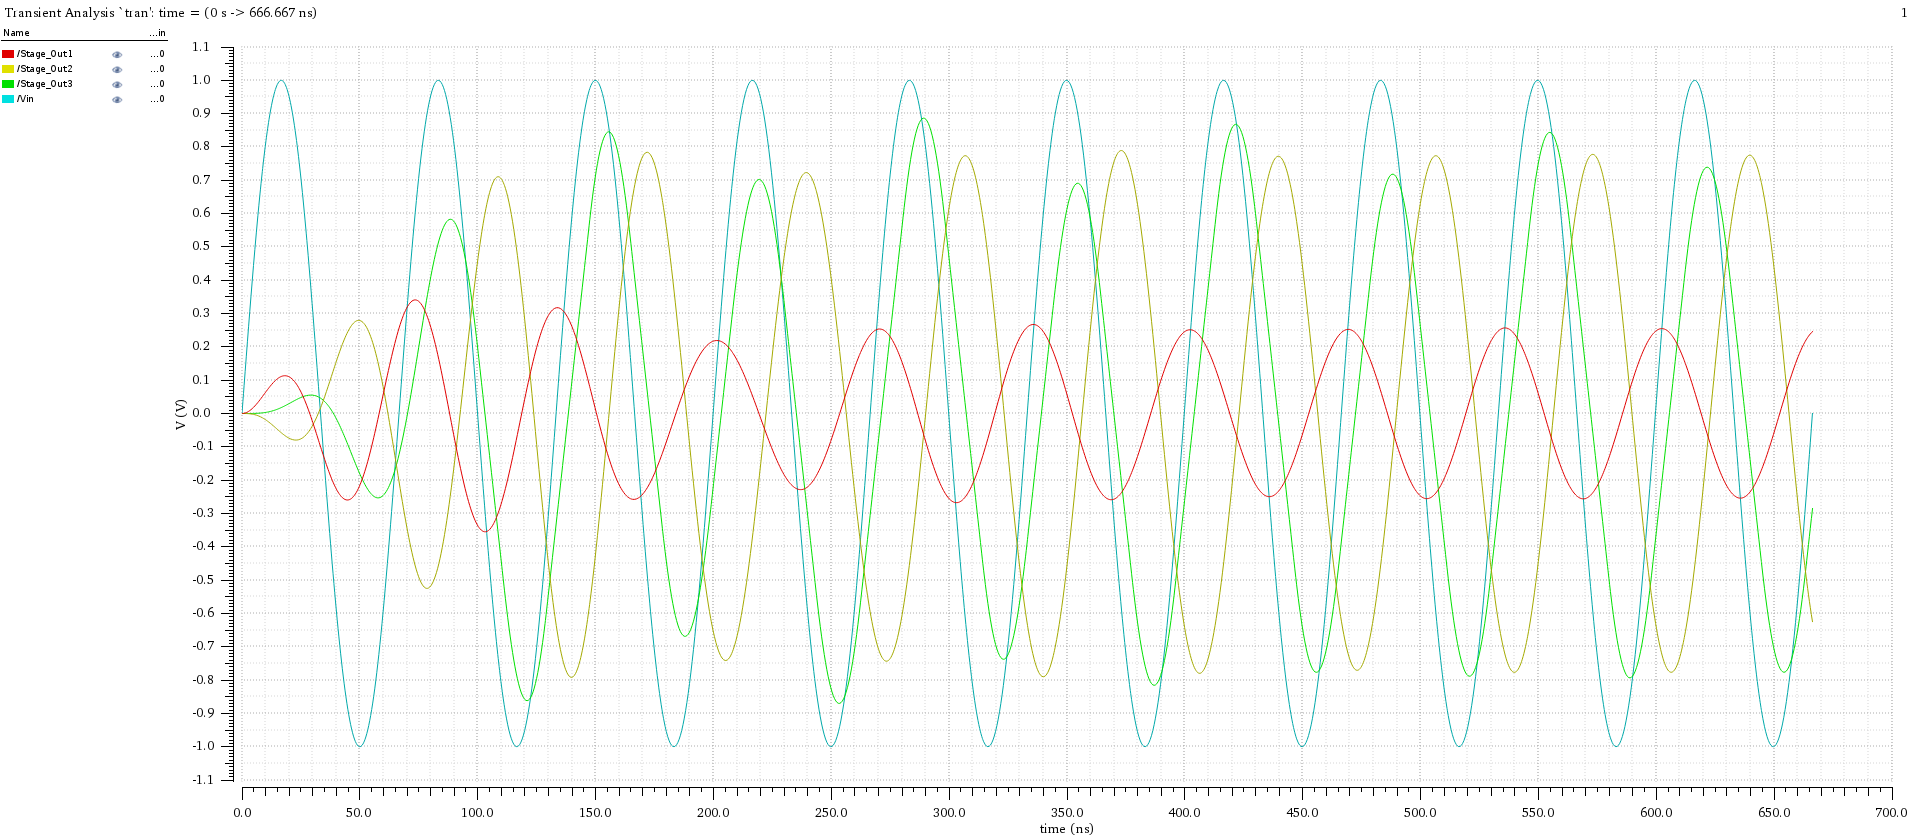 Transient Analysis `tran': time = (0 s -> 666.667 ns)
1
Name ...in
/Stage_Out1 ...0
/Stage_Out2 ...0
/Stage_Out3 ...0
/Vin ...0
1.1
1.0
0.9
0.8
0.7
0.6
0.5
0.4
0.3
0.2
0.1
0.0
-0.1
-0.2
-0.3
-0.4
-0.5
-0.6
-0.7
-0.8
-0.9
-1.0
-1.1
V (V)
0.0 50.0 100.0 150.0 200.0 250.0 300.0 350.0 400.0 450.0 500.0 550.0 600.0 650.0 700.0
time (ns)